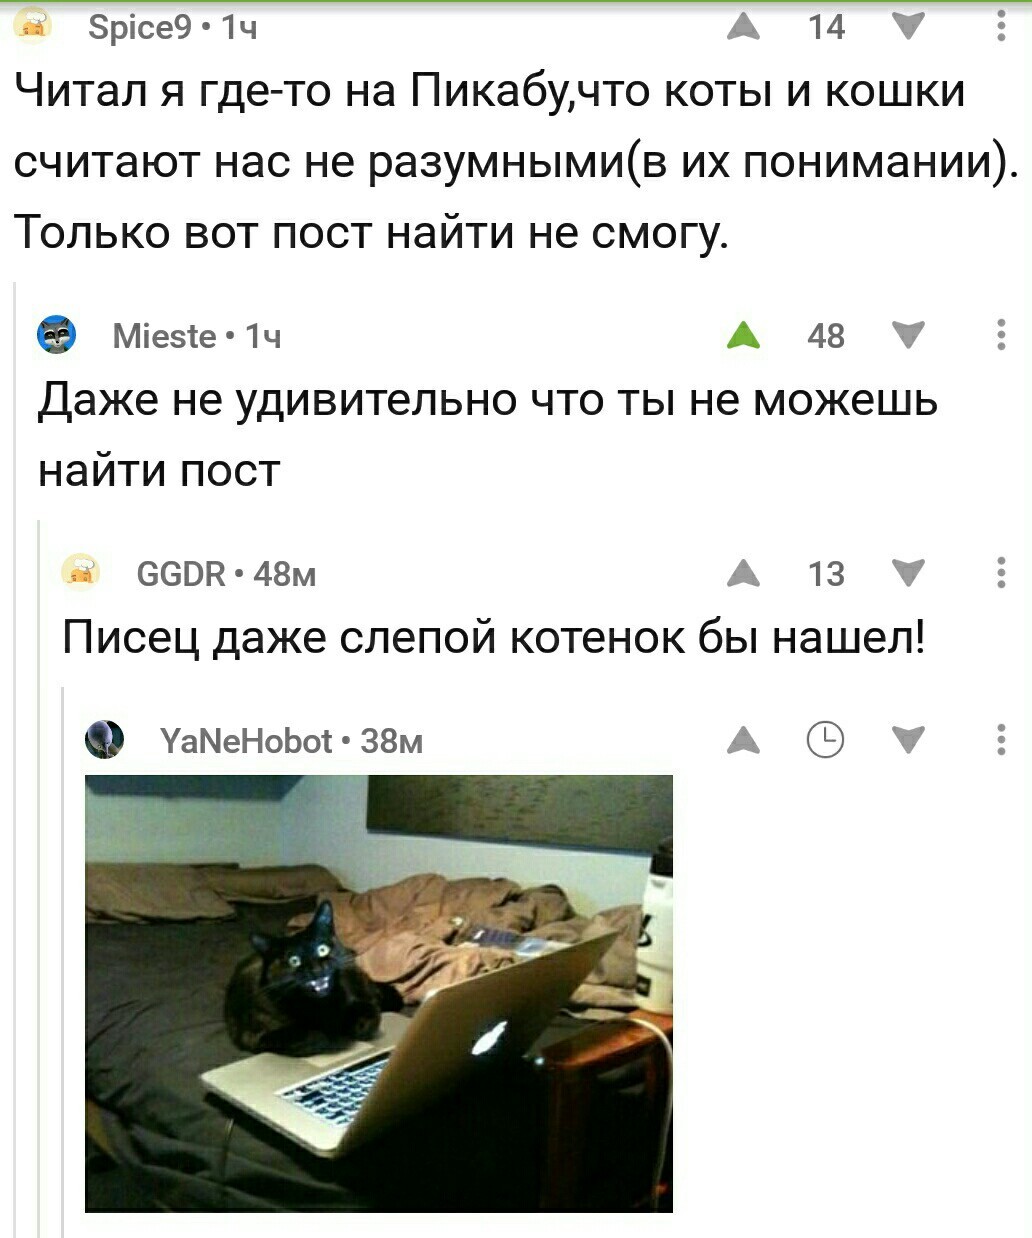 Spice9 • 1ч 14
Читал я где-то на Пикабу,что коты и кошки
считают нас не разумными(в их понимании).
Только вот пост найти не смогу.
Mieste • 1ч 48
Даже не удивительно что ты не можешь
найти пост
GGDR • 48м 13
Писец даже слепой котенок бы нашел!
YaNeHobot • 38м